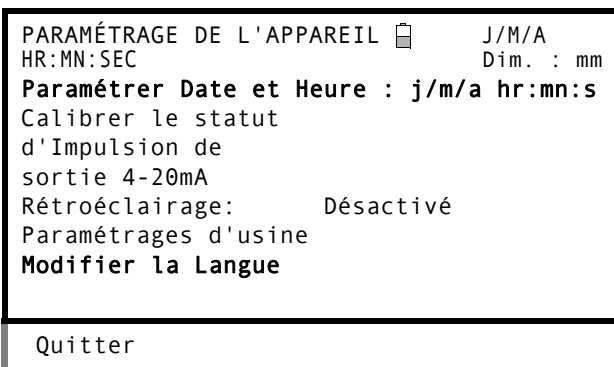 PARAMÉTRAGE DE L'APPAREIL J/M/A
HR:MN:SEC Dim. : mm
Paramétrer Date et Heure : j/m/a hr:mn:s
Calibrer le statut
d'Impulsion de
sortie 4-20mA
Rétroéclairage: Désactivé
Paramétrages d'usine
Modifier la Langue
Quitter